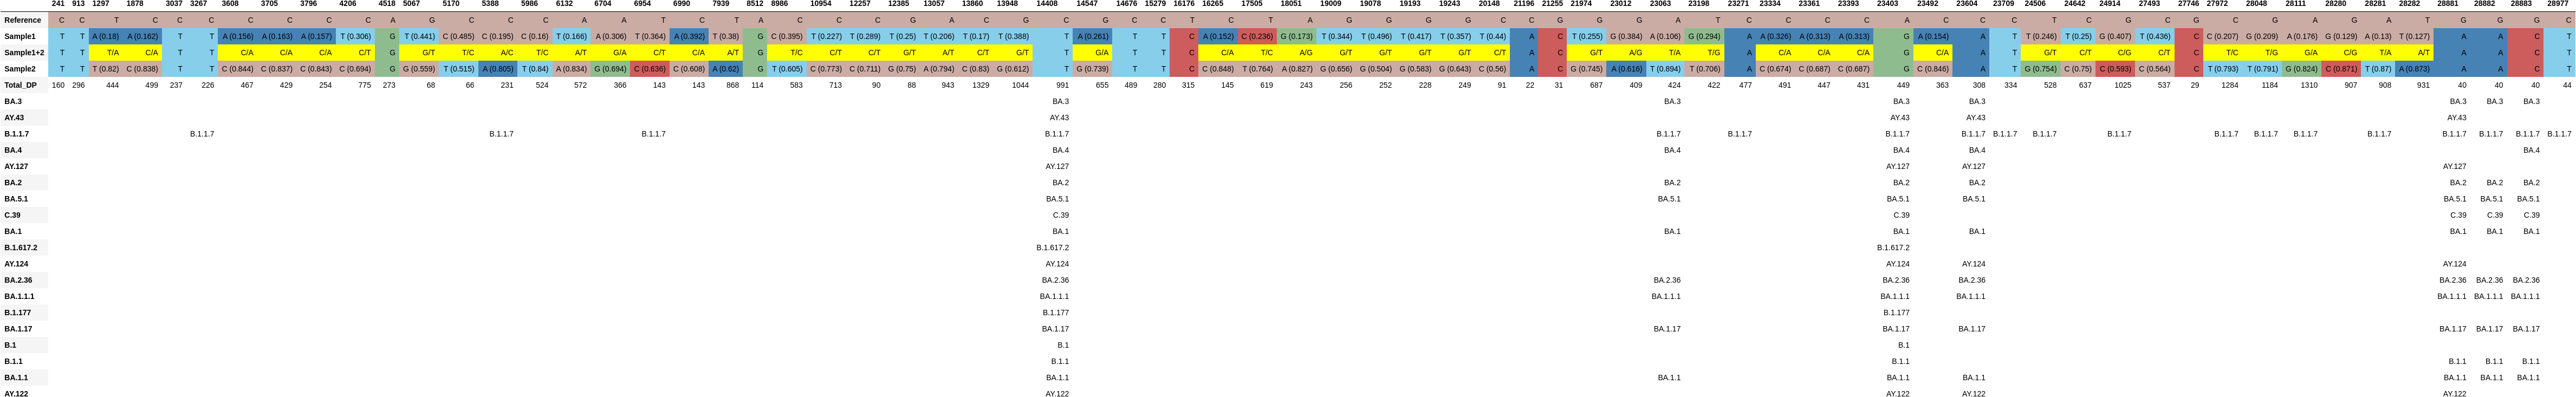 241 913 1297 1878 3037 3267 3608 3705 3796 4206 4518 5067 5170 5388 5986 6132 6704 6954 6990 7939 8512 8986 10954 12257 12385 13057 13860 13948 14408 14547 14676 15279 16176 16265 17505 18051 19009 19078 19193 19243 20148 21196 21255 21974 23012 23063 23198 23271 23334 23361 23393 23403 23492 23604 23709 24506 24642 24914 27493 27746 27972 28048 28111 28280 28281 28282 28881 28882 28883 28977
Reference C C T C C C C C C C A G C C C A A T C T A C C C G A C G C G C C T C T A G G G G C C G G G A T C C C C A C C C T C G C G C G A G A T G G G C
Sample1 T T A (0.18) A (0.162) T T A (0.156) A (0.163) A (0.157) T (0.306) G T (0.441) C (0.485) C (0.195) C (0.16) T (0.166) A (0.306) T (0.364) A (0.392) T (0.38) G C (0.395) T (0.227) T (0.289) T (0.25) T (0.206) T (0.17) T (0.388) T A (0.261) T T C A (0.152) C (0.236) G (0.173) T (0.344) T (0.496) T (0.417) T (0.357) T (0.44) A C T (0.255) G (0.384) A (0.106) G (0.294) A A (0.326) A (0.313) A (0.313) G A (0.154) A T T (0.246) T (0.25) G (0.407) T (0.436) C C (0.207) G (0.209) A (0.176) G (0.129) A (0.13) T (0.127) A A C T
Sample1+2 T T T/A C/A T T C/A C/A C/A C/T G G/T T/C A/C T/C A/T G/A C/T C/A A/T G T/C C/T C/T G/T A/T C/T G/T T G/A T T C C/A T/C A/G G/T G/T G/T G/T C/T A C G/T A/G T/A T/G A C/A C/A C/A G C/A A T G/T C/T C/G C/T C T/C T/G G/A C/G T/A A/T A A C T
Sample2 T T T (0.82) C (0.838) T T C (0.844) C (0.837) C (0.843) C (0.694) G G (0.559) T (0.515) A (0.805) T (0.84) A (0.834) G (0.694) C (0.636) C (0.608) A (0.62) G T (0.605) C (0.773) C (0.711) G (0.75) A (0.794) C (0.83) G (0.612) T G (0.739) T T C C (0.848) T (0.764) A (0.827) G (0.656) G (0.504) G (0.583) G (0.643) C (0.56) A C G (0.745) A (0.616) T (0.894) T (0.706) A C (0.674) C (0.687) C (0.687) G C (0.846) A T G (0.754) C (0.75) C (0.593) C (0.564) C T (0.793) T (0.791) G (0.824) C (0.871) T (0.87) A (0.873) A A C T
Total_DP 160 296 444 499 237 226 467 429 254 775 273 68 66 231 524 572 366 143 143 868 114 583 713 90 88 943 1329 1044 991 655 489 280 315 145 619 243 256 252 228 249 91 22 31 687 409 424 422 477 491 447 431 449 363 308 334 528 637 1025 537 29 1284 1184 1310 907 908 931 40 40 40 44
BA.3 BA.3 BA.3 BA.3 BA.3 BA.3 BA.3 BA.3
AY.43 AY.43 AY.43 AY.43 AY.43
B.1.1.7 B.1.1.7 B.1.1.7 B.1.1.7 B.1.1.7 B.1.1.7 B.1.1.7 B.1.1.7 B.1.1.7 B.1.1.7 B.1.1.7 B.1.1.7 B.1.1.7 B.1.1.7 B.1.1.7 B.1.1.7 B.1.1.7 B.1.1.7 B.1.1.7 B.1.1.7
BA.4 BA.4 BA.4 BA.4 BA.4 BA.4
AY.127 AY.127 AY.127 AY.127 AY.127
BA.2 BA.2 BA.2 BA.2 BA.2 BA.2 BA.2 BA.2
BA.5.1 BA.5.1 BA.5.1 BA.5.1 BA.5.1 BA.5.1 BA.5.1 BA.5.1
C.39 C.39 C.39 C.39 C.39 C.39
BA.1 BA.1 BA.1 BA.1 BA.1 BA.1 BA.1 BA.1
B.1.617.2 B.1.617.2 B.1.617.2
AY.124 AY.124 AY.124 AY.124 AY.124
BA.2.36 BA.2.36 BA.2.36 BA.2.36 BA.2.36 BA.2.36 BA.2.36 BA.2.36
BA.1.1.1 BA.1.1.1 BA.1.1.1 BA.1.1.1 BA.1.1.1 BA.1.1.1 BA.1.1.1 BA.1.1.1
B.1.177 B.1.177 B.1.177
BA.1.17 BA.1.17 BA.1.17 BA.1.17 BA.1.17 BA.1.17 BA.1.17 BA.1.17
B.1 B.1 B.1
B.1.1 B.1.1 B.1.1 B.1.1 B.1.1 B.1.1
BA.1.1 BA.1.1 BA.1.1 BA.1.1 BA.1.1 BA.1.1 BA.1.1 BA.1.1
AY.122 AY.122 AY.122 AY.122 AY.122